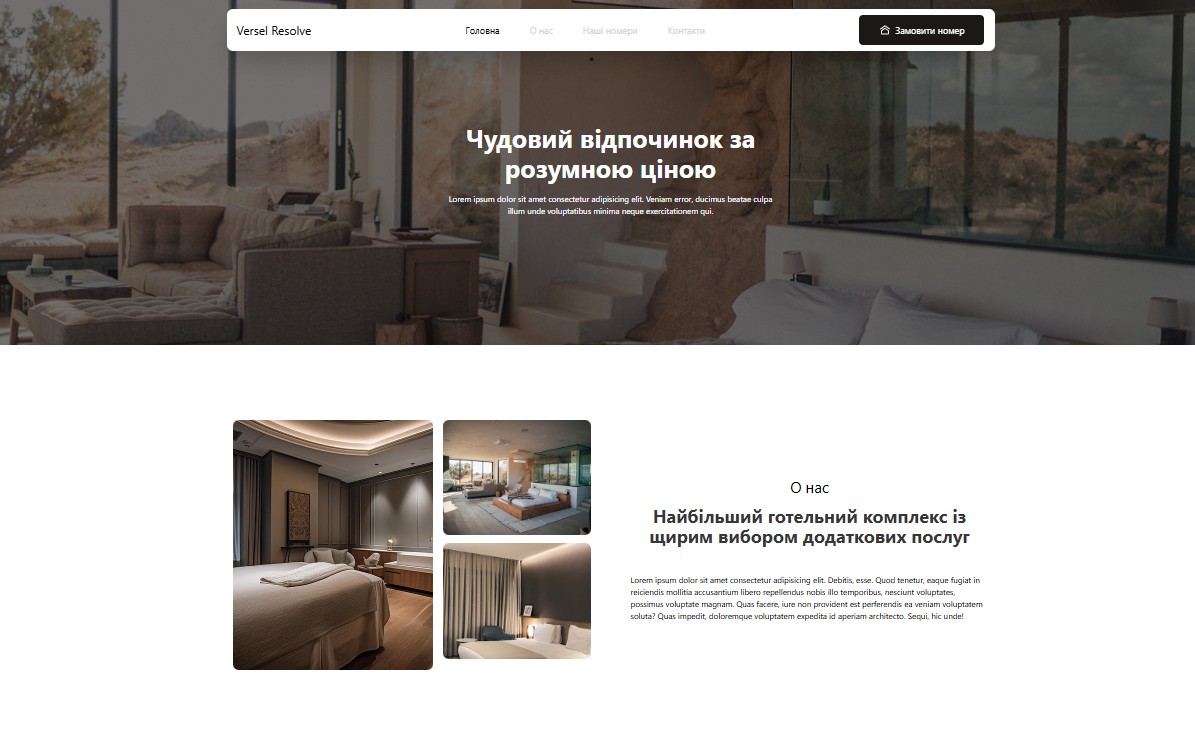 Versel Resolve
Головна
О нас
Наші номери
Контакти
Замовити номер
Чудовий відпочинок за
розумною ціною
Lorem ipsum dolor sit amet consectetur adipisicing elit. Veniam error, ducimus beatae culpa
illum unde voluptatibus minima neque exercitationem qui.
О нас
Найбільший готельний комплекс із
щирим вибором додаткових послуг
Lorem ipsum dolor sit amet consectetur adipisicing elit. Debitis, esse. Quod tenetur, eaque fugiat in
reiciendis mollitia accusantium libero repellendus nobis illo temporibus, nesciunt voluptates,
possimus voluptate magnam. Quas facere, iure non provident est perferendis ea veniam voluptatem
soluta? Quas impedit, doloremque voluptatem expedita id aperiam architecto. Sequi, hic unde!